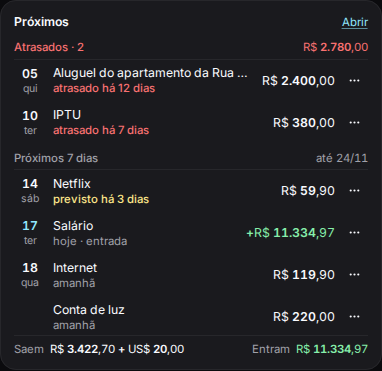 Próximos Abrir
Atrasados · 2 R$ 2.780,00
05 Aluguel do apartamento da Rua ... R$ 2.400,00 ...
qui atrasado há 12 dias
10 IPTU R$ 380,00 ...
ter atrasado há 7 dias
Próximos 7 dias até 24/11
14 Netflix R$ 59,90 ...
sáb previsto há 3 dias
17 Salário +R$ 11.334,97 ...
ter hoje · entrada
18 Internet R$ 119,90 ...
qua amanhã
Conta de luz R$ 220,00 ...
amanhã
Saem R$ 3.422,70 + US$ 20,00 Entram R$ 11.334,97